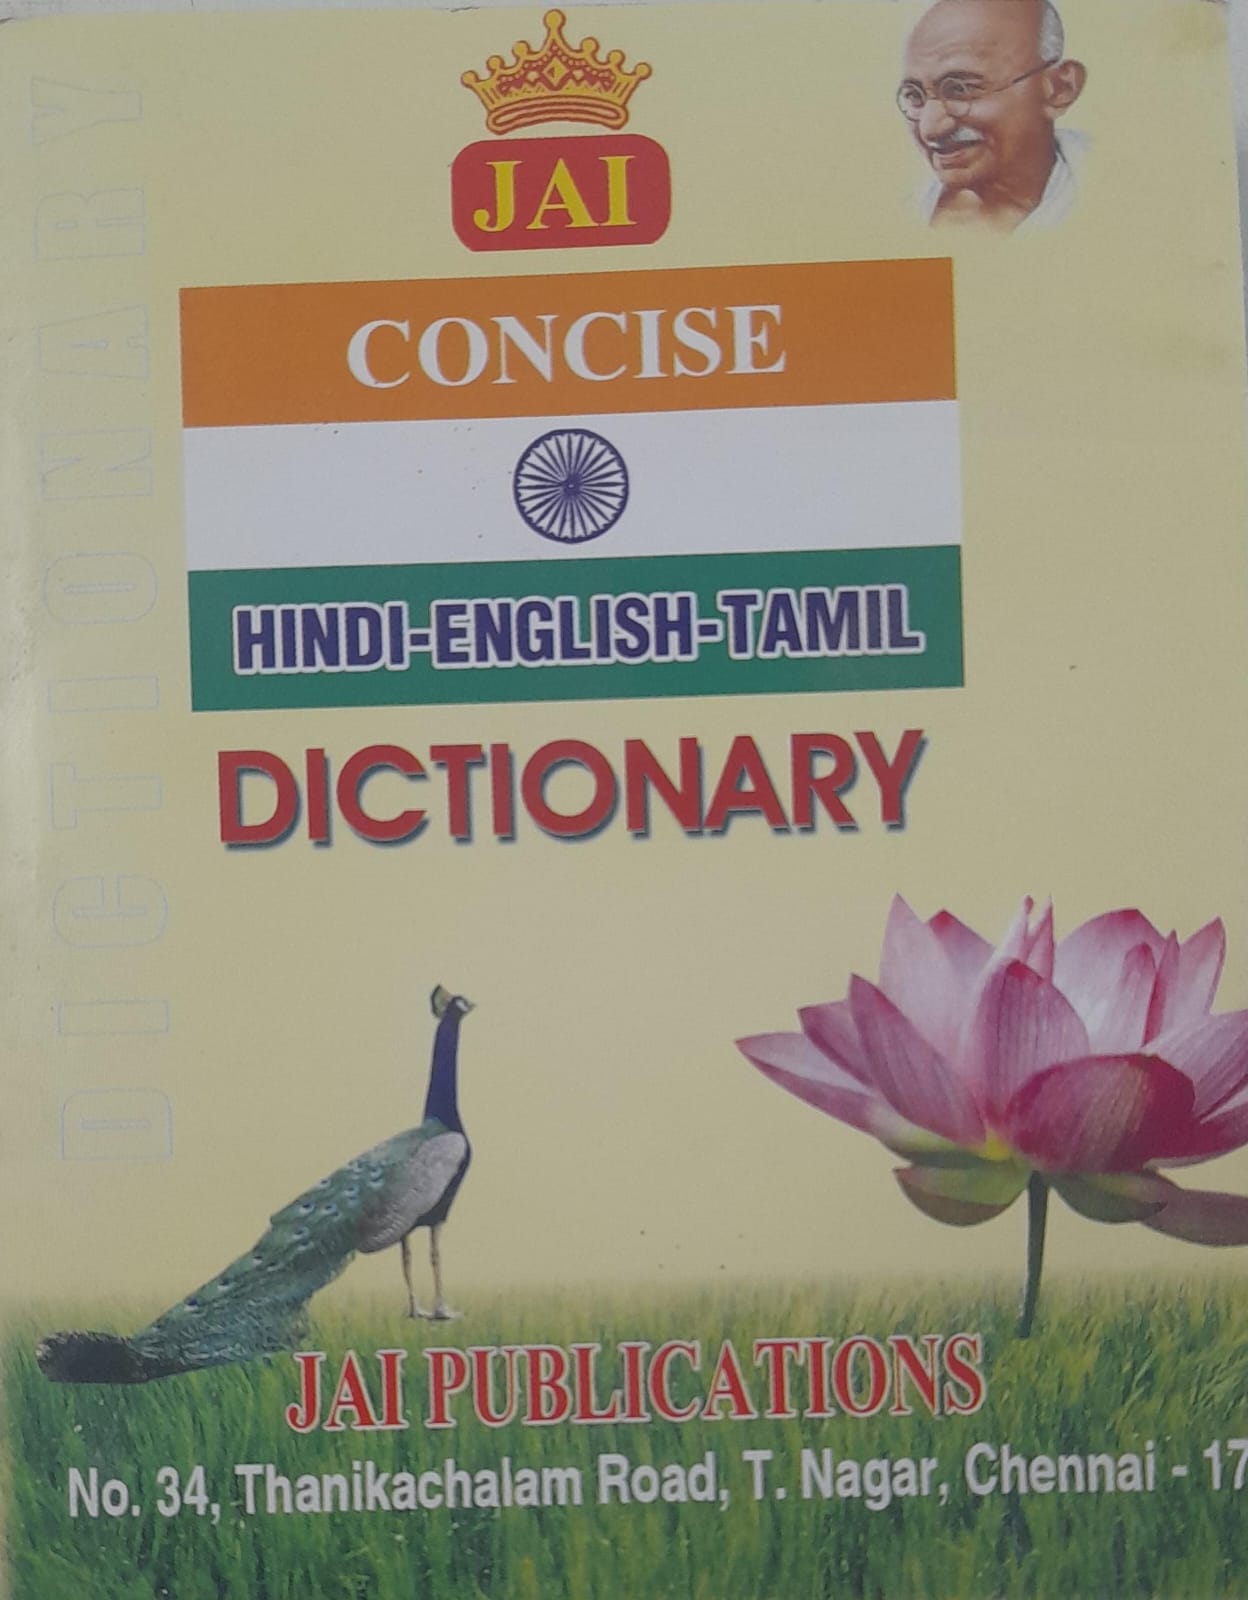 JAI
CONCISE
HINDI-ENGLISH-TAMIL
DICTIONARY
DICTIONARY
JAI PUBLICATIONS
No. 34, Thanikachalam Road, T. Nagar, Chennai - 17